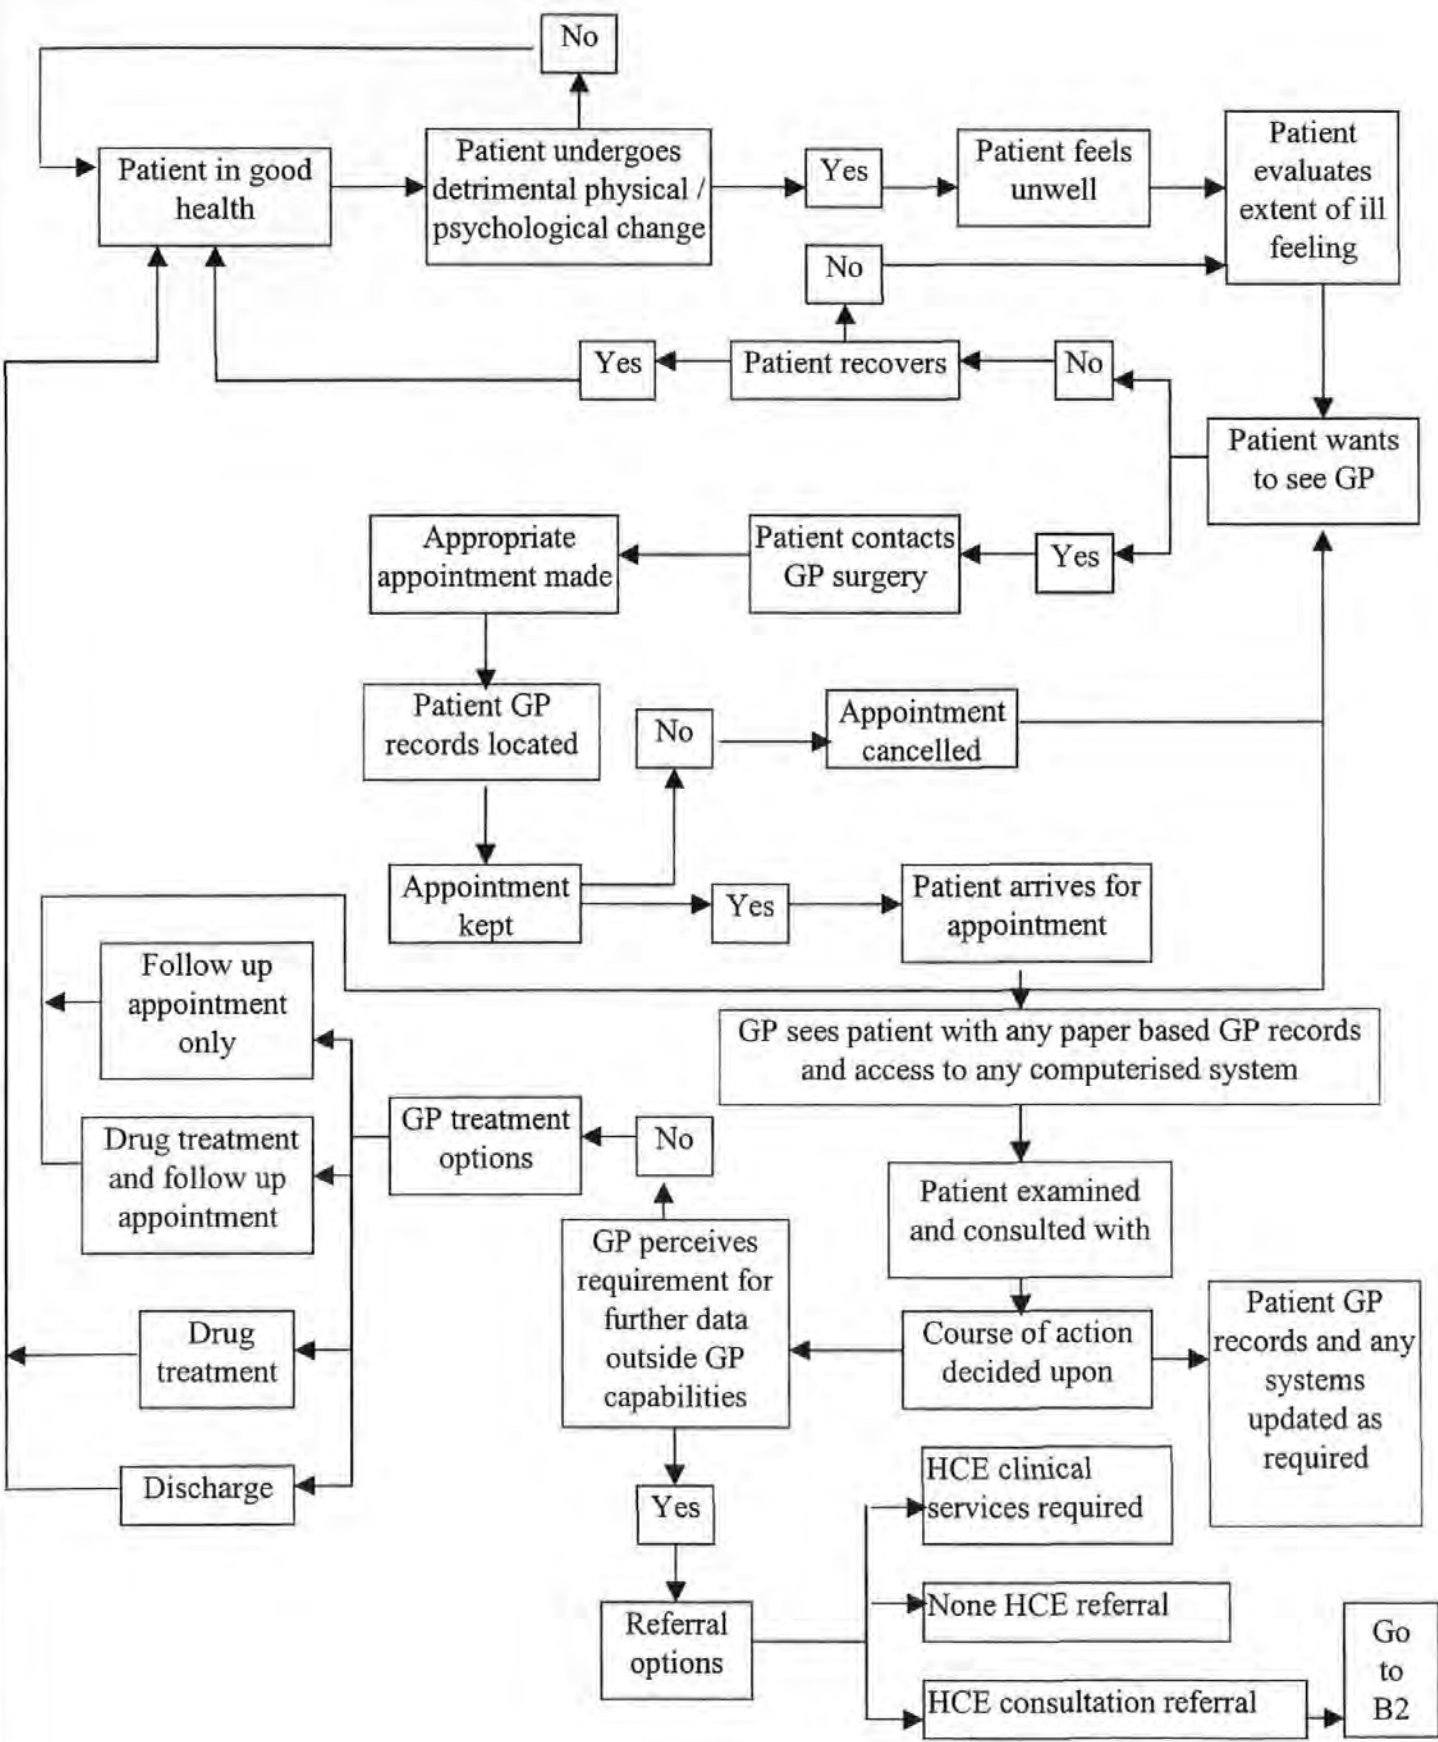 No
Patient in good
health
Patient undergoes
detrimental physical /
psychological change
Yes
Patient feels
unwell
Patient
evaluates
extent of ill
feeling
No
Yes
Patient recovers
No
Patient wants
to see GP
Appropriate
appointment made
Patient contacts
GP surgery
Yes
Patient GP
records located
No
Appointment
cancelled
Appointment
kept
Yes
Patient arrives for
appointment
Follow up
appointment
only
GP sees patient with any paper based GP records
and access to any computerised system
Drug treatment
and follow up
appointment
GP treatment
options
No
Patient examined
and consulted with
GP perceives
requirement for
further data
outside GP
capabilities
Course of action
decided upon
Patient GP
records and any
systems
updated as
required
Drug
treatment
Discharge
Yes
HCE clinical
services required
Referral
options
None HCE referral
HCE consultation referral
Go
to
B2